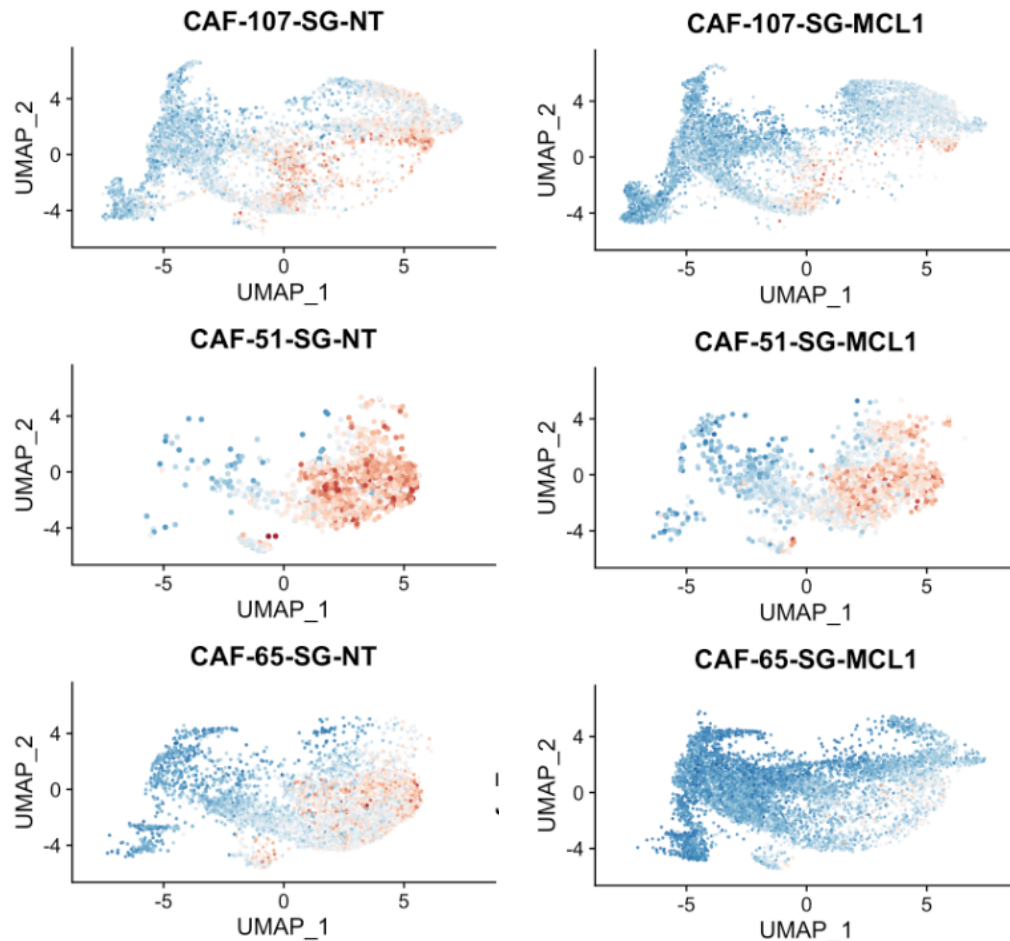 CAF-107-SG-NT
UMAP_2
4
0
-4
-5 0 5
UMAP_1
CAF-107-SG-MCL1
UMAP_2
4
0
-4
-5 0 5
UMAP_1
CAF-51-SG-NT
UMAP_2
4
0
-4
-5 0 5
UMAP_1
CAF-51-SG-MCL1
UMAP_2
4
0
-4
-5 0 5
UMAP_1
CAF-65-SG-NT
UMAP_2
4
0
-4
-5 0 5
UMAP_1
CAF-65-SG-MCL1
UMAP_2
4
0
-4
-5 0 5
UMAP_1